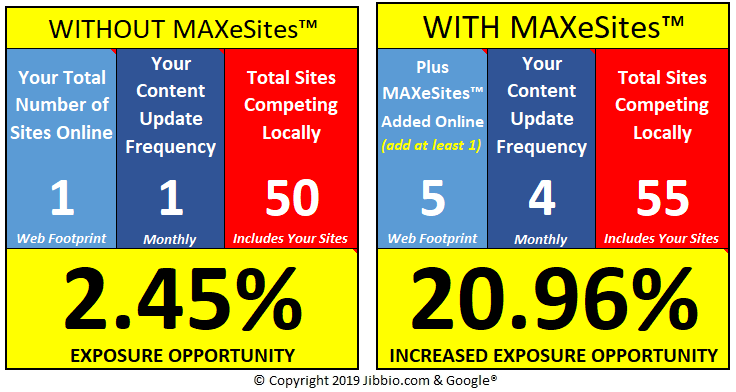 WITHOUT MAXeSites™
Your Total
Number of
Sites Online
1
Web Footprint
Your
Content
Update
Frequency
1
Monthly
Total Sites
Competing
Locally
50
Includes Your Sites
2.45%
EXPOSURE OPPORTUNITY
WITH MAXeSites™
Plus
MAXeSites™
Added Online
(add at least 1)
5
Web Footprint
Your
Content
Update
Frequency
4
Monthly
Total Sites
Competing
Locally
55
Includes Your Sites
20.96%
INCREASED EXPOSURE OPPORTUNITY
© Copyright 2019 Jibbio.com & Google®